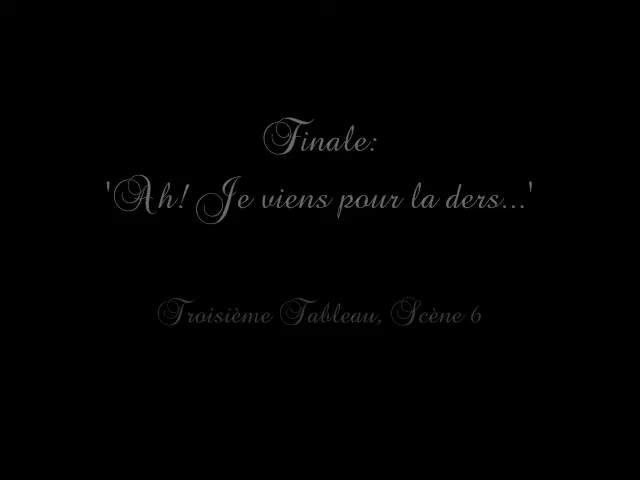 Finale:
'Ah! Je viens pour la ders...'
Troisième Tableau, Scène 6